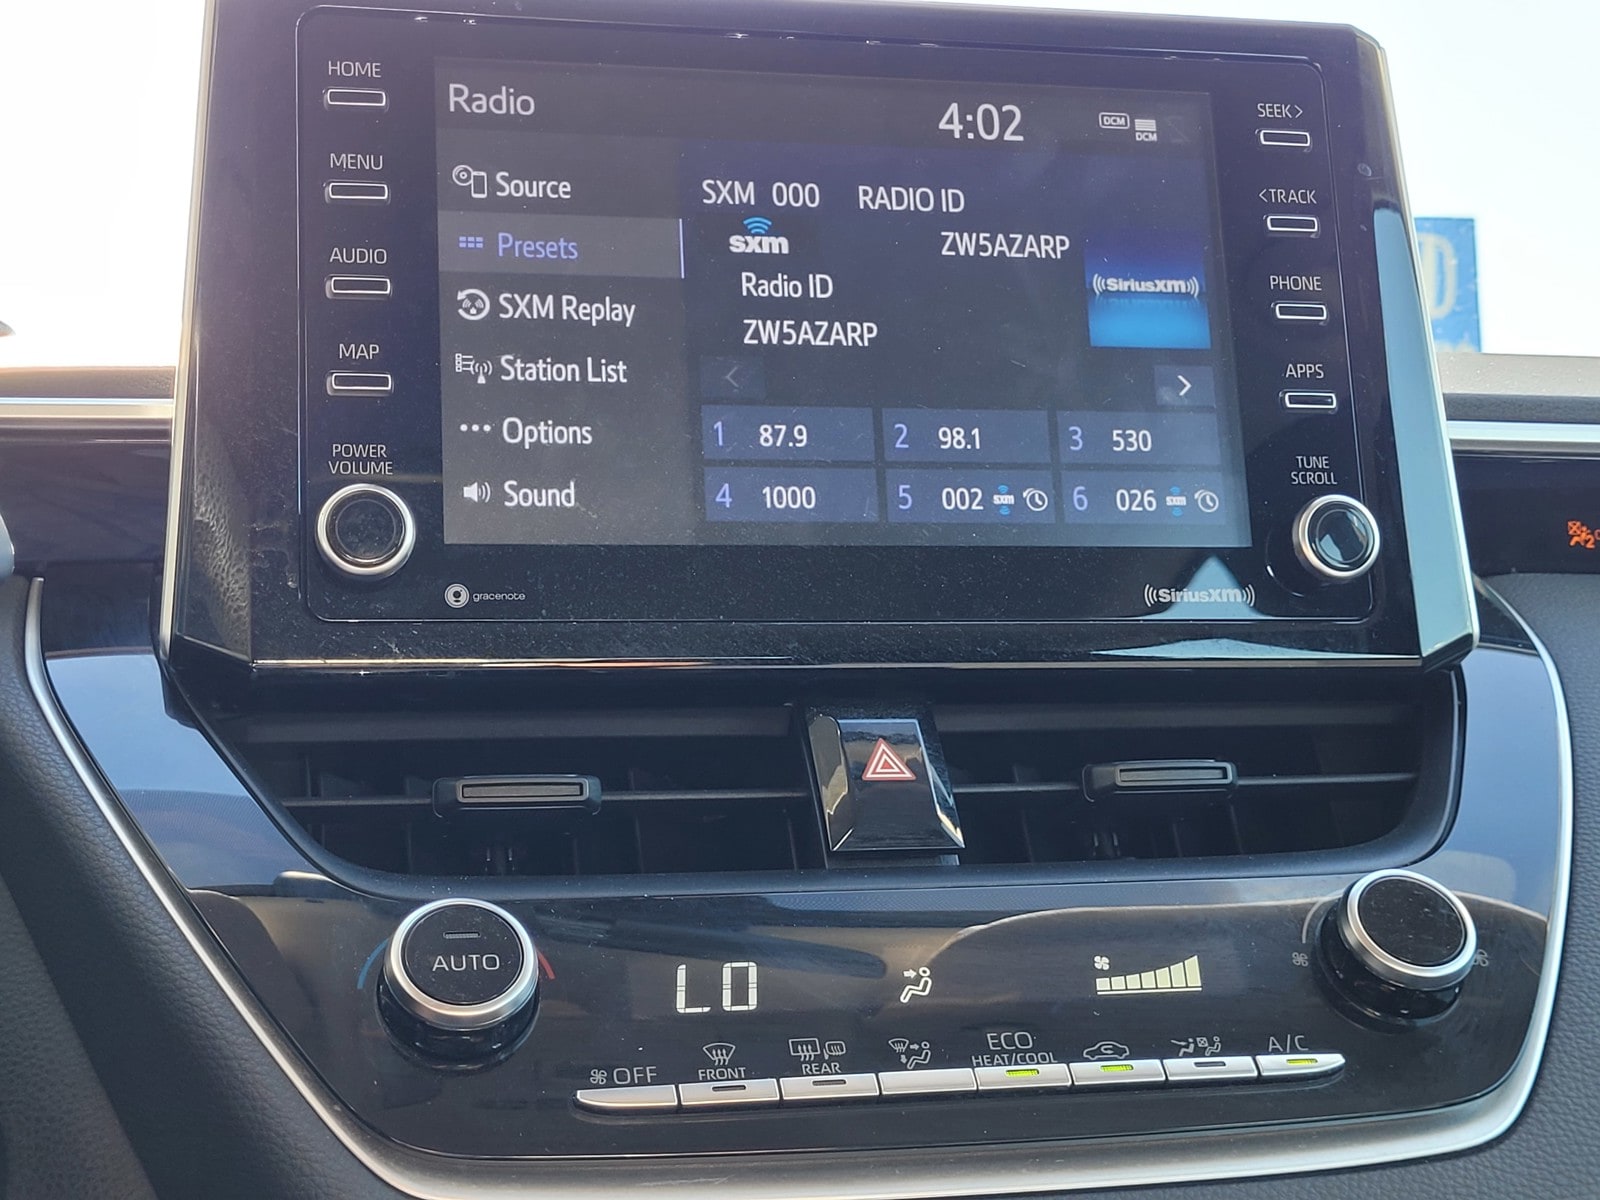 HOME
MENU
AUDIO
MAP
POWER
VOLUME
Radio
4:02
DCM
DCM
Source
Presets
SXM Replay
Station List
Options
Sound
SXM 000 RADIO ID
sxm
ZW5AZARP
Radio ID
ZW5AZARP
((SiriusXM))
1 87.9
2 98.1
3 530
4 1000
5 002 sxm
6 026 sxm
SEEK>
<TRACK
PHONE
APPS
TUNE
SCROLL
gracenote
((SiriusXM))
AUTO
LO
OFF
FRONT
REAR
ECO
HEAT/COOL
A/C